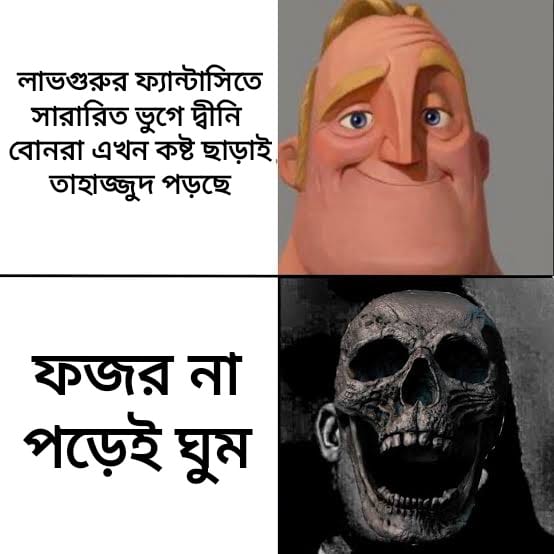 লাভগুরুর ফ্যান্টাসিতে
সারারিত ভুগে দ্বীনি
বোনরা এখন কষ্ট ছাড়াই
তাহাজ্জুদ পড়ছে
ফজর না
পড়েই ঘুম